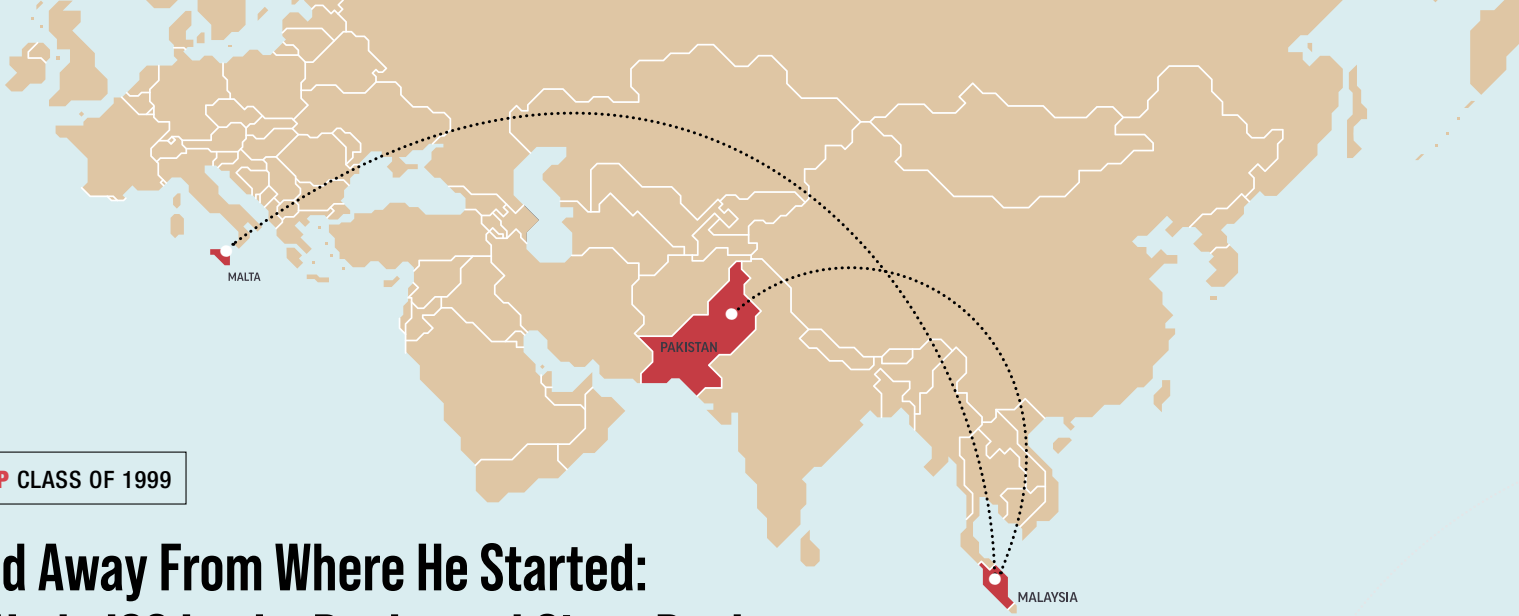 MALTA
PAKISTAN
MALAYSIA
P CLASS OF 1999
d Away From Where He Started: